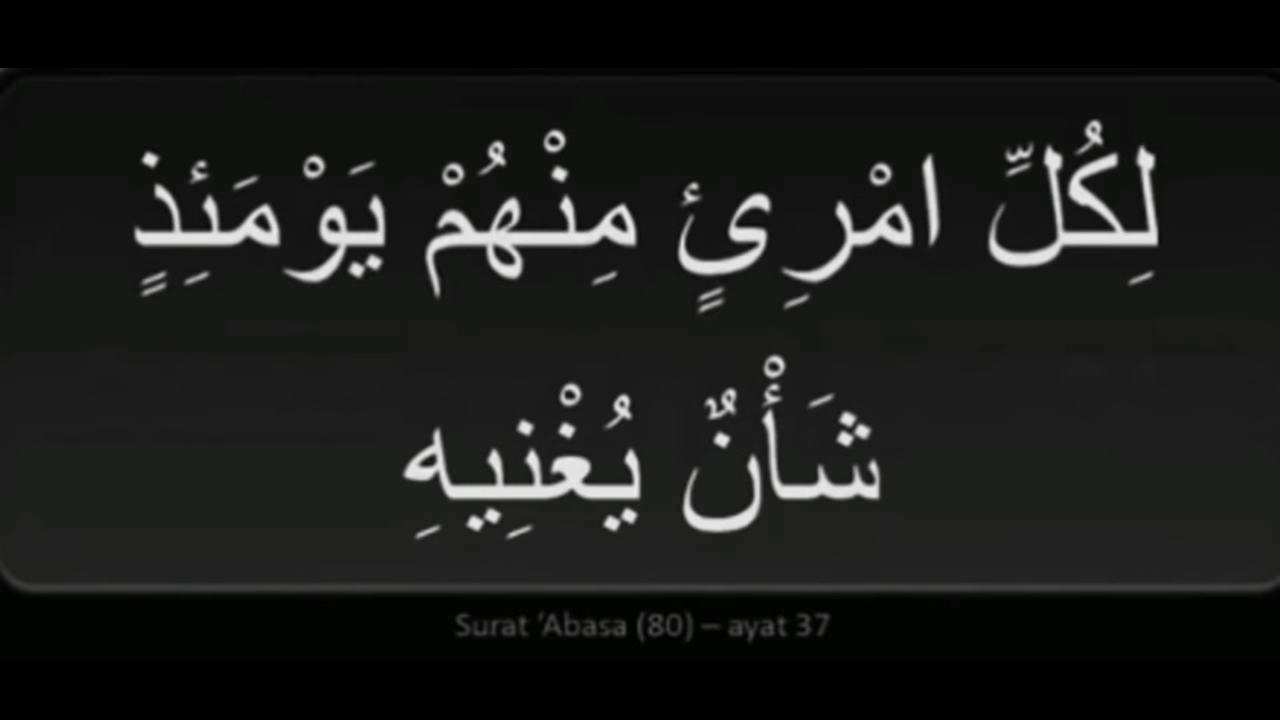 لِكُلِّ امْرِئٍ مِنْهُمْ يَوْمَئِذٍ
شَأْنٌ يُغْنِيهِ
Surat ‘Abasa (80) – ayat 37